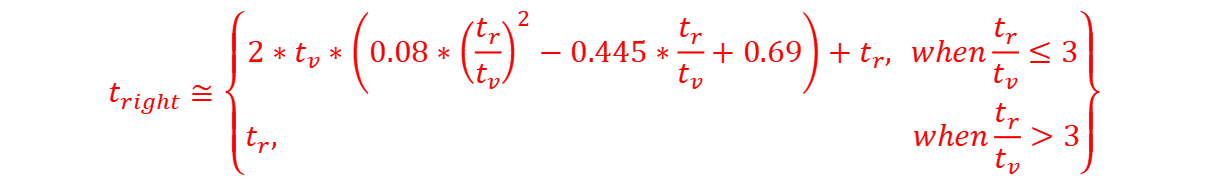 t_right ≅ { 2 * t_v * (0.08 * (t_r/t_v)^2 − 0.445 * t_r/t_v + 0.69) + t_r, when t_r/t_v ≤ 3
t_r, when t_r/t_v > 3 }